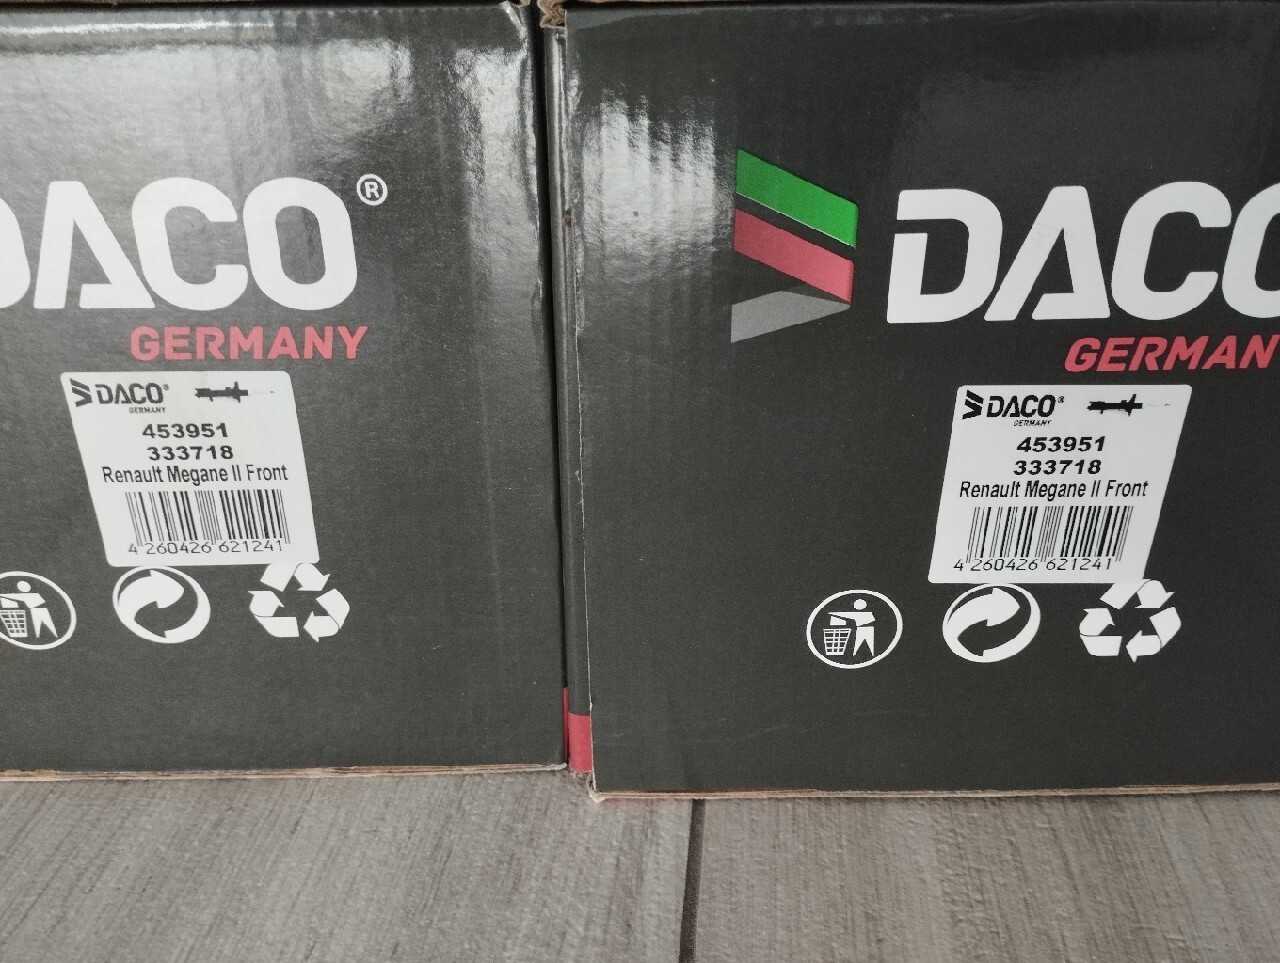 DACO®
GERMANY
DACO®
GERMANY
453951
333718
Renault Megane II Front
4 260426 621241
DACO
GERMAN
DACO®
GERMANY
453951
333718
Renault Megane II Front
4 260426 621241